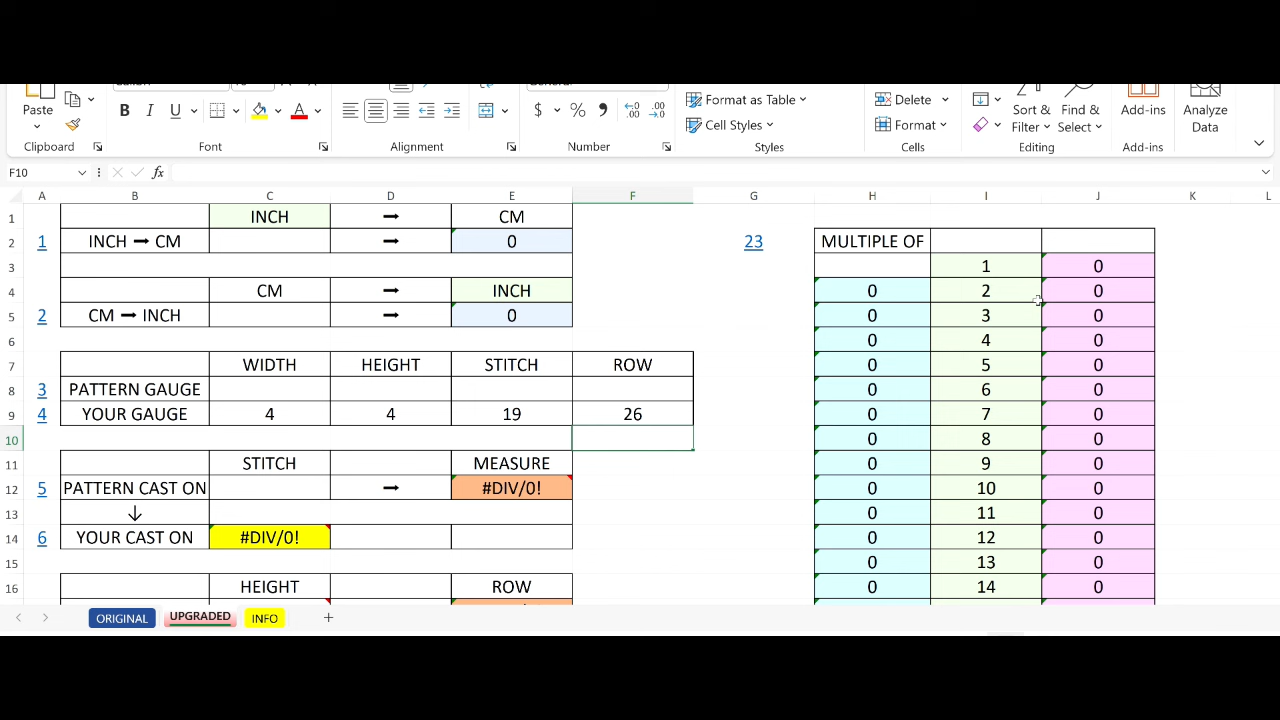 Paste
B I U A
$ % 9
Format as Table
Cell Styles
Delete
Format
Sort &
Filter
Find &
Select
Add-ins
Analyze
Data
Clipboard Font Alignment Number Styles Cells Editing Add-ins
F10 fx
A B C D E F G H I J K L
1 INCH ➞ CM
2 1 INCH ➞ CM ➞ 0 23 MULTIPLE OF
3 1 0
4 CM ➞ INCH 0 2 0
5 2 CM ➞ INCH ➞ 0 0 3 0
6 0 4 0
7 WIDTH HEIGHT STITCH ROW 0 5 0
8 3 PATTERN GAUGE 0 6 0
9 4 YOUR GAUGE 4 4 19 26 0 7 0
10 0 8 0
11 STITCH MEASURE 0 9 0
12 5 PATTERN CAST ON ➞ #DIV/0! 0 10 0
13 ↓ 0 11 0
14 6 YOUR CAST ON #DIV/0! 0 12 0
15 0 13 0
16 HEIGHT ROW 0 14 0
ORIGINAL UPGRADED INFO +